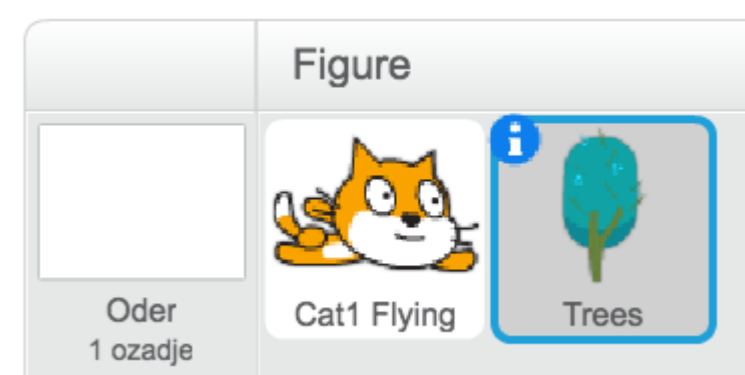 Figure
Oder
1 ozadje
Cat1 Flying
Trees